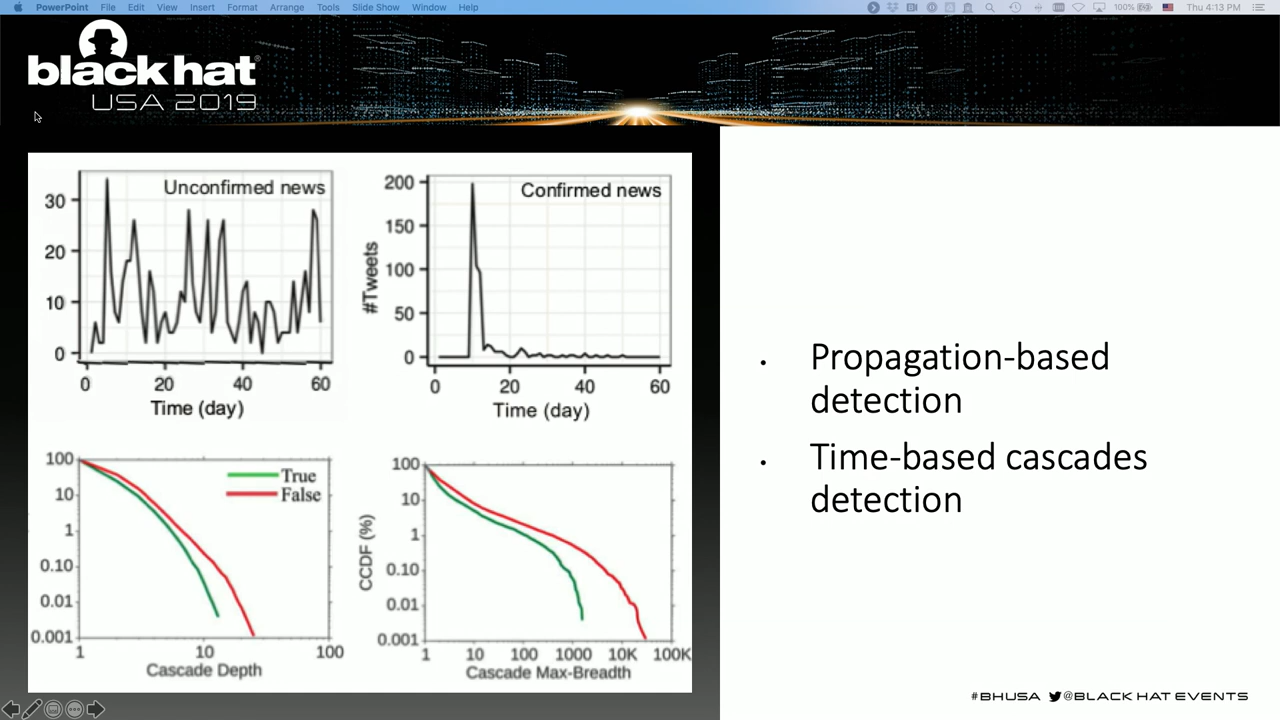 PowerPoint File Edit View Insert Format Arrange Tools Slide Show Window Help
100% Thu 4:13 PM
black hat®
USA 2019
Unconfirmed news
30
20
10
0
0 20 40 60
Time (day)
Confirmed news
#Tweets
200
150
100
50
0
0 20 40 60
Time (day)
True
False
100
10
1
0.10
0.01
0.001
1 10 100
Cascade Depth
CCDF (%)
100
10
1
0.10
0.01
0.001
1 10 100 1000 10K 100K
Cascade Max-Breadth
• Propagation-based
detection
• Time-based cascades
detection
#BHUSA @BLACK HAT EVENTS